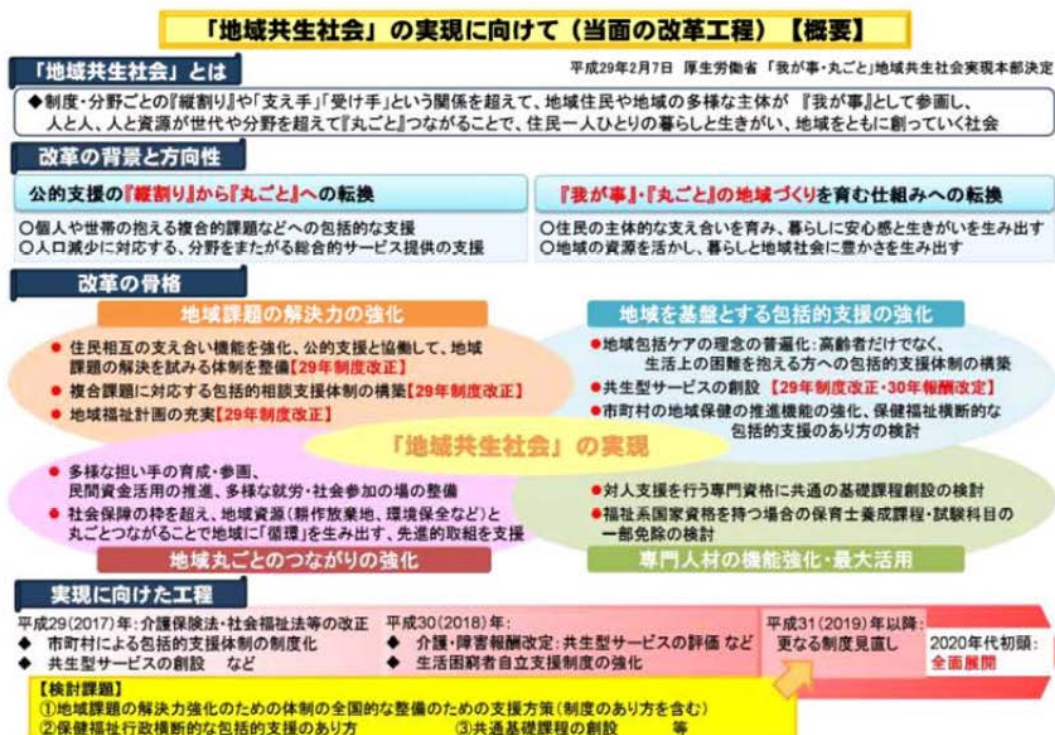 「地域共生社会」の実現に向けて(当面の改革工程)【概要】
「地域共生社会」とは
平成29年2月7日 厚生労働省 「我が事・丸ごと」地域共生社会実現本部決定
◆制度・分野ごとの『縦割り』や「支え手」「受け手」という関係を超えて、地域住民や地域の多様な主体が 『我が事』として参画し、
人と人、人と資源が世代や分野を超えて『丸ごと』つながることで、住民一人ひとりの暮らしと生きがい、地域をともに創っていく社会
改革の背景と方向性
公的支援の『縦割り』から『丸ごと』への転換
○個人や世帯の抱える複合的課題などへの包括的な支援
○人口減少に対応する、分野をまたがる総合的サービス提供の支援
『我が事』・『丸ごと』の地域づくりを育む仕組みへの転換
○住民の主体的な支え合いを育み、暮らしに安心感と生きがいを生み出す
○地域の資源を活かし、暮らしと地域社会に豊かさを生み出す
改革の骨格
地域課題の解決力の強化
● 住民相互の支え合い機能を強化、公的支援と協働して、地域
課題の解決を試みる体制を整備【29年制度改正】
● 複合課題に対応する包括的相談支援体制の構築【29年制度改正】
● 地域福祉計画の充実【29年制度改正】
地域を基盤とする包括的支援の強化
●地域包括ケアの理念の普遍化:高齢者だけでなく、
生活上の困難を抱える方への包括的支援体制の構築
●共生型サービスの創設 【29年制度改正・30年報酬改定】
●市町村の地域保健の推進機能の強化、保健福祉横断的な
包括的支援のあり方の検討
「地域共生社会」の実現
● 多様な担い手の育成・参画、
民間資金活用の推進、多様な就労・社会参加の場の整備
● 社会保障の枠を超え、地域資源(耕作放棄地、環境保全など)と
丸ごとつながることで地域に「循環」を生み出す、先進的取組を支援
地域丸ごとのつながりの強化
● 対人支援を行う専門資格に共通の基礎課程創設の検討
● 福祉系国家資格を持つ場合の保育士養成課程・試験科目の
一部免除の検討
専門人材の機能強化・最大活用
実現に向けた工程
平成29(2017)年:介護保険法・社会福祉法等の改正
◆ 市町村による包括的支援体制の制度化
◆ 共生型サービスの創設 など
平成30(2018)年:
◆ 介護・障害報酬改定:共生型サービスの評価 など
◆ 生活困窮者自立支援制度の強化
平成31(2019)年以降:
更なる制度見直し
2020年代初頭:
全面展開
【検討課題】
①地域課題の解決力強化のための体制の全国的な整備のための支援方策(制度のあり方を含む)
②保健福祉行政横断的な包括的支援のあり方 ③共通基礎課程の創設 等